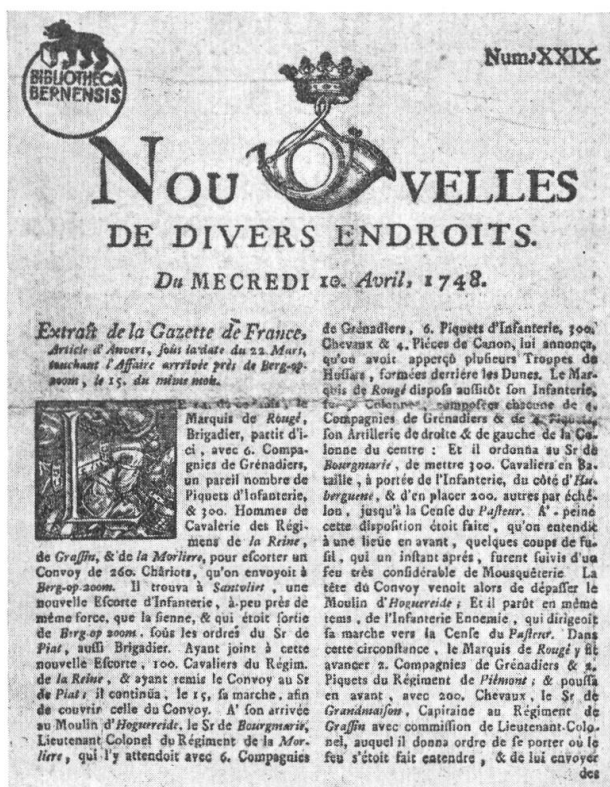 BIBLIOTHECA
BERNENSIS
Num. XXIX.
NOUVELLES
DE DIVERS ENDROITS.
Du MECREDI 10. Avril, 1748.
Extrait de la Gazette de France,
Article d'Anvers, sous la date du 22 Mars,
touchant l'Affaire arrivée près de Berg-op-
zoom, le 15. du même mois.
LE de ce mois, le
Marquis de Rougé,
Brigadier, partit d'i-
ci, avec 6. Compa-
gnies de Grénadiers,
un pareil nombre de
Piquets d'Infanterie,
& 300. Hommes de
Cavalerie des Régi-
mens de la Reine,
de Graſſin, & de la Morliere, pour eſcorter un
Convoy de 260. Châriots, qu'on envoyoit à
Berg-op-zoom. Il trouva à Santvliet, une
nouvelle Eſcorte d'Infanterie, à-peu près de
même force, que la ſienne, & qui étoit ſortie
de Berg-op zoom, ſous les ordres du Sr de
Piat, auſſi Brigadier. Ayant joint à cette
nouvelle Eſcorte, 100. Cavaliers du Régim.
de la Reine, & ayant remis le Convoy au Sr
de Piat; il continüa, le 15, ſa marche, afin
de couvrir celle du Convoy. A' ſon arrivée
au Moulin d'Hoguereide, le Sr de Bourgmarie,
Lieutenant Colonel du Régiment de la Mor-
liere, qui l'y attendoit avec 6. Compagnies
de Grénadiers, 6. Piquets d'Infanterie, 300.
Chevaux & 4. Piéces de Canon, lui annonça,
qu'on avoit apperçû pluſieurs Troupes de
Huſſars, formées derriére les Dunes. Le Mar-
quis de Rougé diſpoſa auſſitôt ſon Infanterie,
ſur 3 Colonnes, compoſées chacune de 4.
Compagnies de Grénadiers & de 4. Piquets,
ſon Artillerie de droite & de gauche de la Co-
lonne du centre: Et il ordonna au Sr de
Bourgmarie, de mettre 300. Cavaliers en Ba-
taille, à portée de l'Infanterie, du côté d'Hu-
berguene, & d'en placer 200. autres par éché-
lon, juſqu'à la Cenſe du Paſteur. A'-peine
cette diſpoſition étoit faite, qu'on entendit
à une lieüe en avant, quelques coups de fu-
ſil, qui un inſtant aprés, furent ſuivis d'un
feu très conſidérable de Mouſquéterie La
tête du Convoy venoit alors de dépaſſer le
Moulin d'Hoguereide; Et il parût en même
tems, de l'Infanterie Ennemie, qui dirigeoit
ſa marche vers la Cenſe du Paſteur. Dans
cette circonſtance, le Marquis de Rougé y fit
avancer 2. Compagnies de Grénadiers & 2.
Piquets du Régiment de Piémont; & pouſſa
en avant, avec 200. Chevaux, le Sr de
Grandmaiſon, Capitaine au Régiment de
Graſſin avec commiſſion de Lieutenant-Colo-
nel, auquel il donna ordre de ſe porter où le
feu s'étoit fait entendre, & de lui envoyer
des